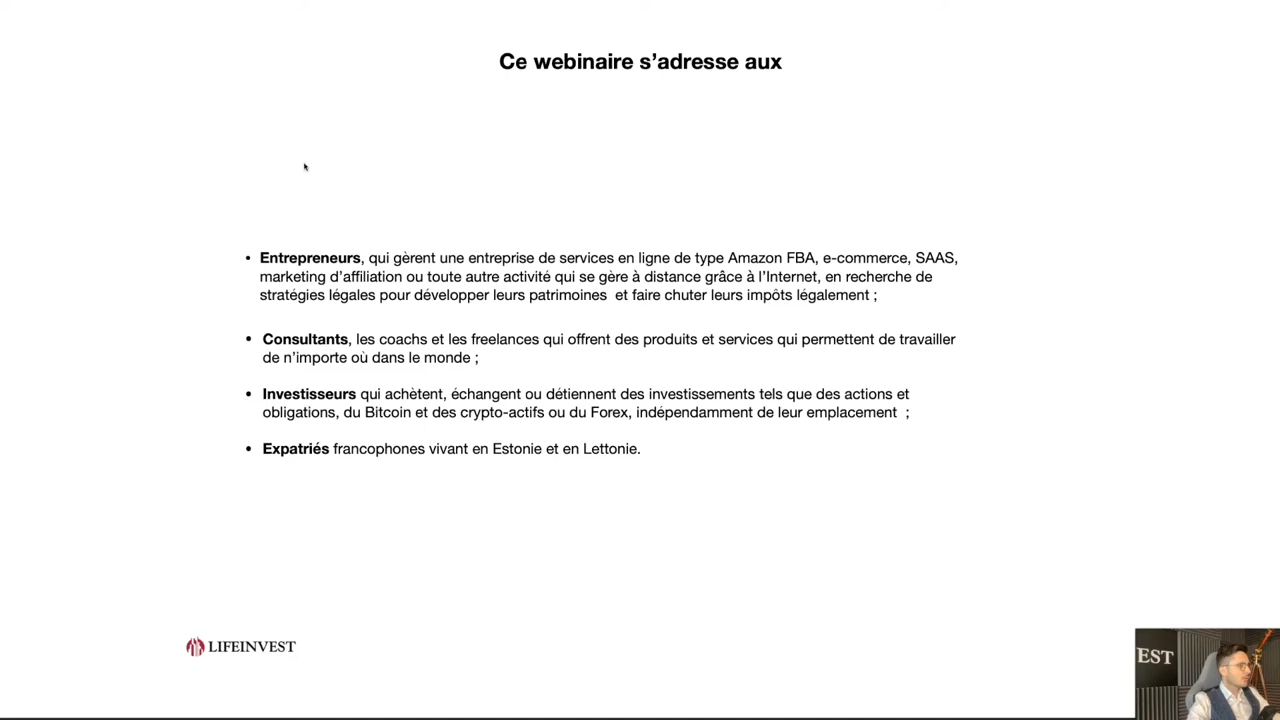 Ce webinaire s’adresse aux
• Entrepreneurs, qui gèrent une entreprise de services en ligne de type Amazon FBA, e-commerce, SAAS,
marketing d’affiliation ou toute autre activité qui se gère à distance grâce à l’Internet, en recherche de
stratégies légales pour développer leurs patrimoines et faire chuter leurs impôts légalement ;
• Consultants, les coachs et les freelances qui offrent des produits et services qui permettent de travailler
de n’importe où dans le monde ;
• Investisseurs qui achètent, échangent ou détiennent des investissements tels que des actions et
obligations, du Bitcoin et des crypto-actifs ou du Forex, indépendamment de leur emplacement ;
• Expatriés francophones vivant en Estonie et en Lettonie.
LIFEINVEST
EST